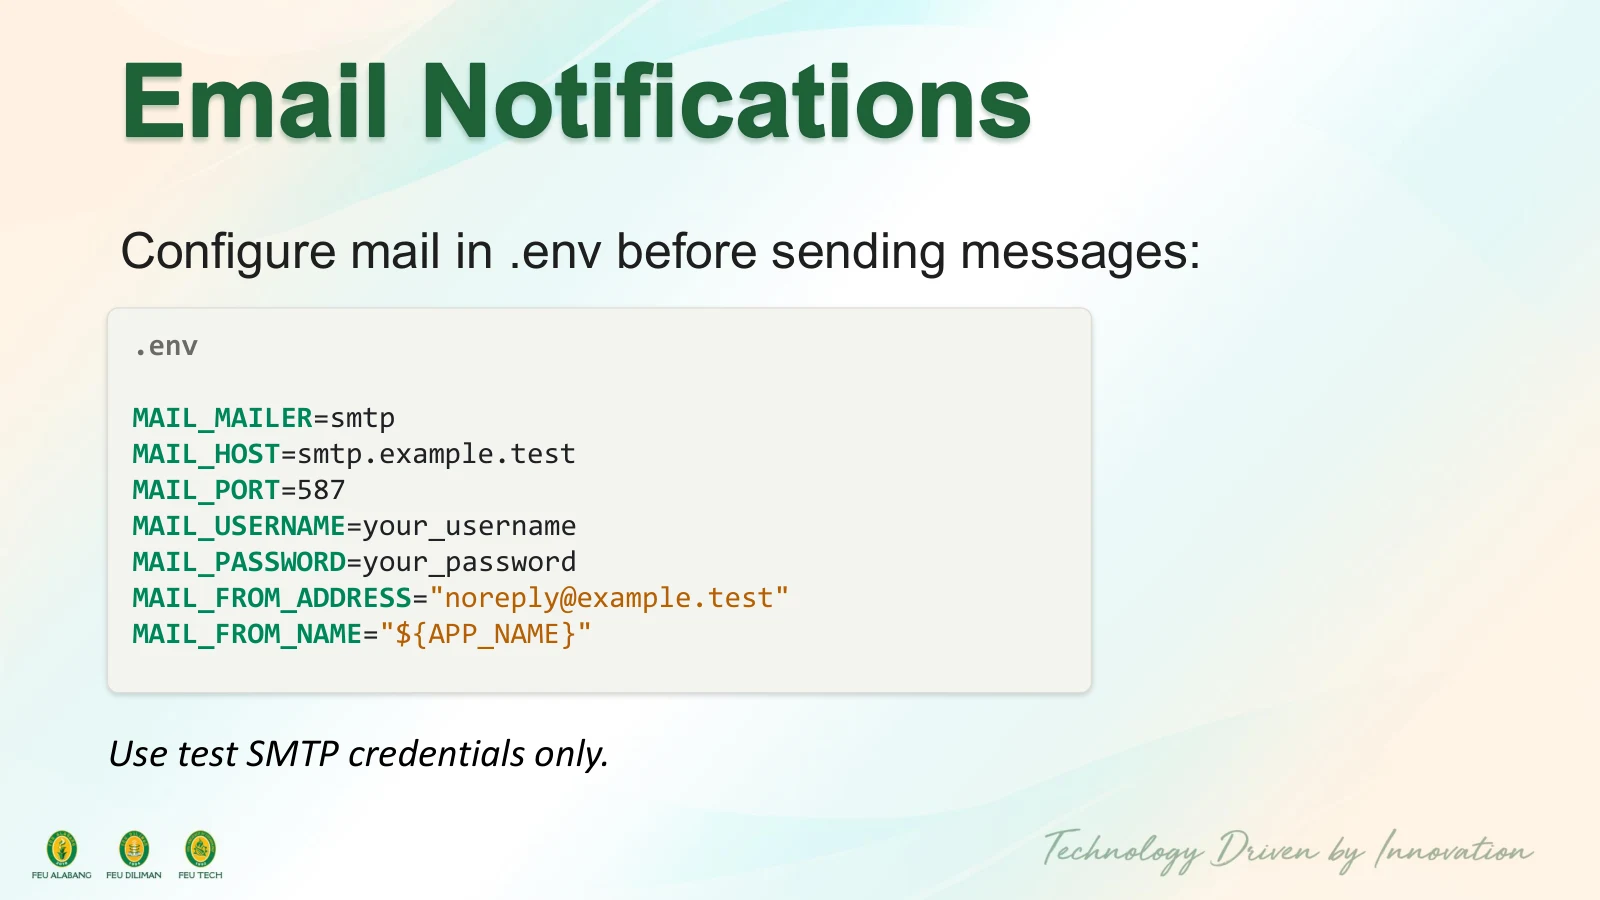 Email Notifications
Configure mail in .env before sending messages:
.env
MAIL_MAILER=smtp
MAIL_HOST=smtp.example.test
MAIL_PORT=587
MAIL_USERNAME=your_username
MAIL_PASSWORD=your_password
MAIL_FROM_ADDRESS="noreply@example.test"
MAIL_FROM_NAME="${APP_NAME}"
Use test SMTP credentials only.
FEU ALABANG FEU DILIMAN FEU TECH
Technology Driven by Innovation